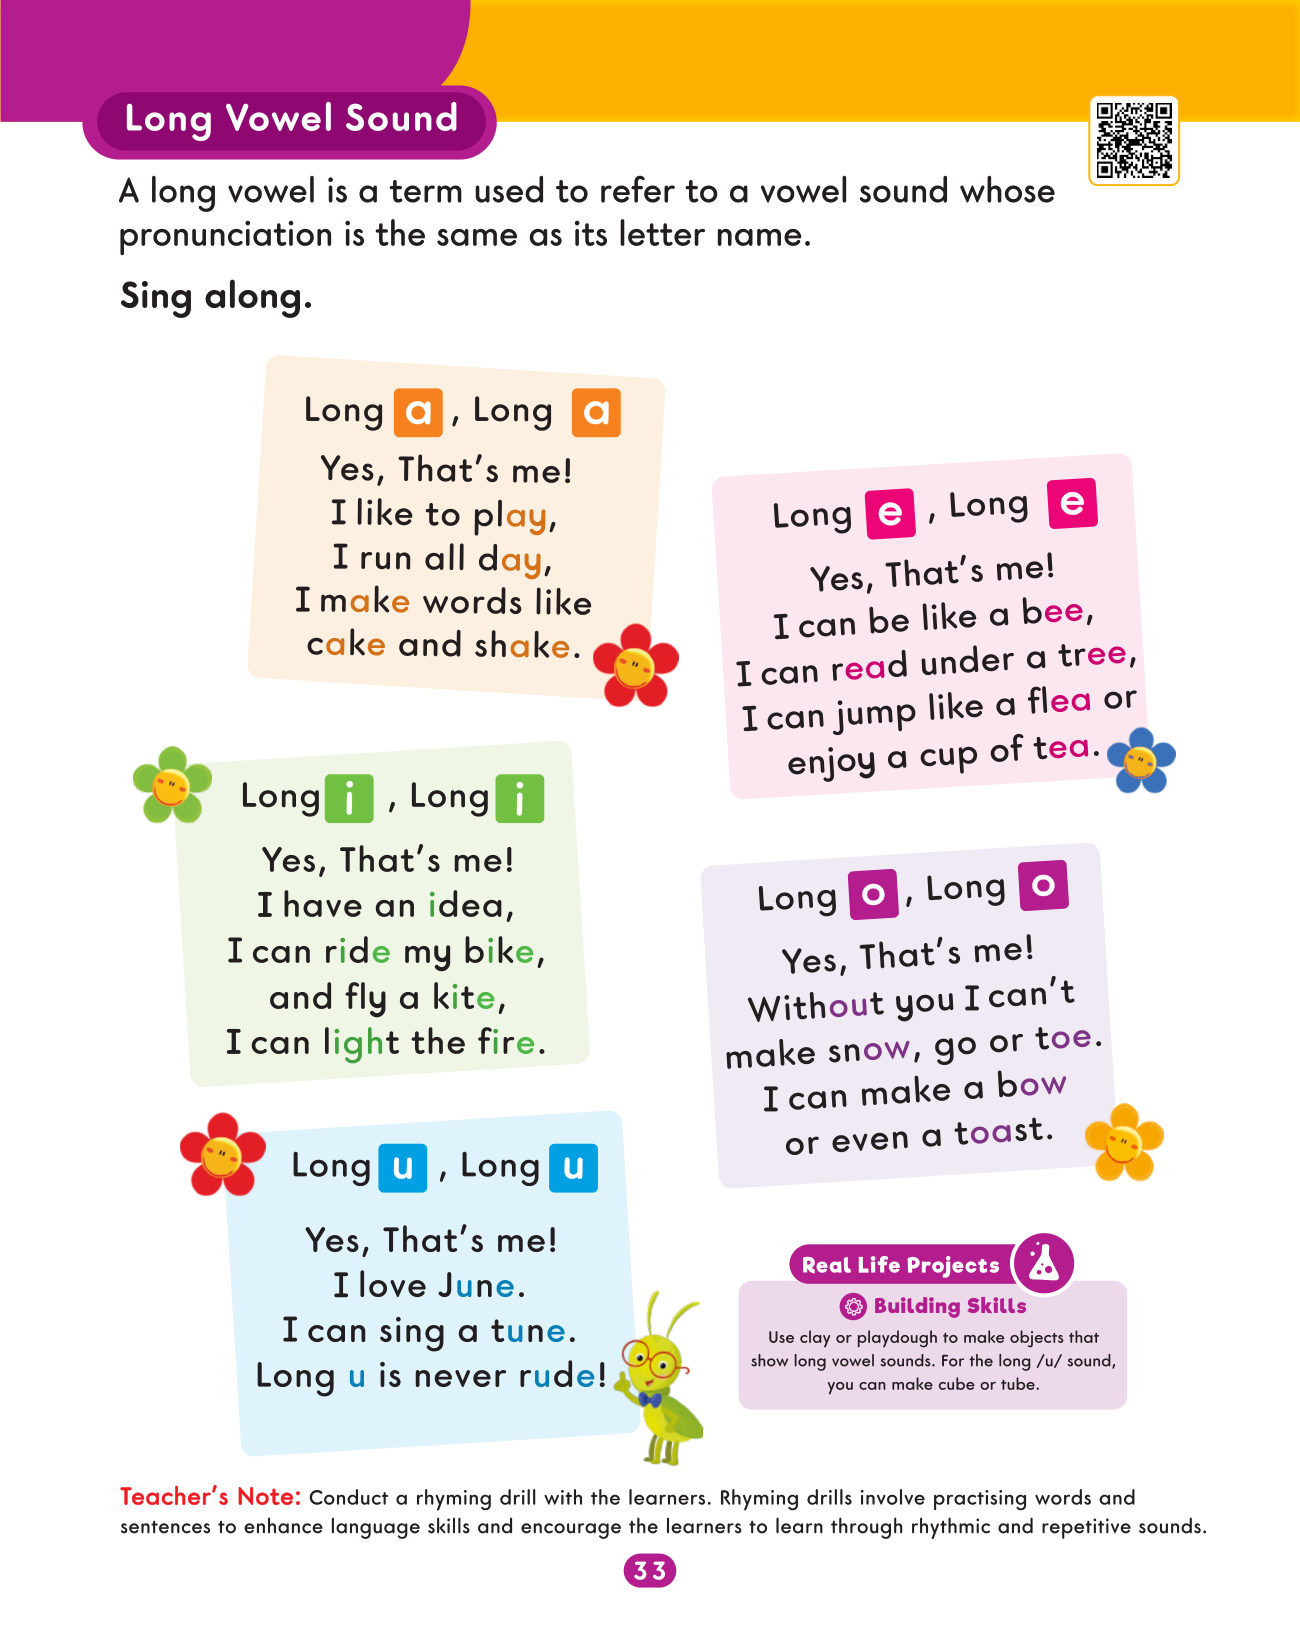 Long Vowel Sound
A long vowel is a term used to refer to a vowel sound whose
pronunciation is the same as its letter name.
Sing along.
Long a, Long a
Yes, That's me!
I like to play,
I run all day,
I make words like
cake and shake.
Long e, Long e
Yes, That's me!
I can be like a bee,
I can read under a tree,
I can jump like a flea or
enjoy a cup of tea.
Long i, Long i
Yes, That's me!
I have an idea,
I can ride my bike,
and fly a kite,
I can light the fire.
Long o, Long o
Yes, That's me!
Without you I can't
make snow, go or toe.
I can make a bow
or even a toast.
Long u, Long u
Yes, That's me!
I love June.
I can sing a tune.
Long u is never rude!
Real Life Projects
Building Skills
Use clay or playdough to make objects that
show long vowel sounds. For the long /u/ sound,
you can make cube or tube.
Teacher's Note: Conduct a rhyming drill with the learners. Rhyming drills involve practising words and
sentences to enhance language skills and encourage the learners to learn through rhythmic and repetitive sounds.
33